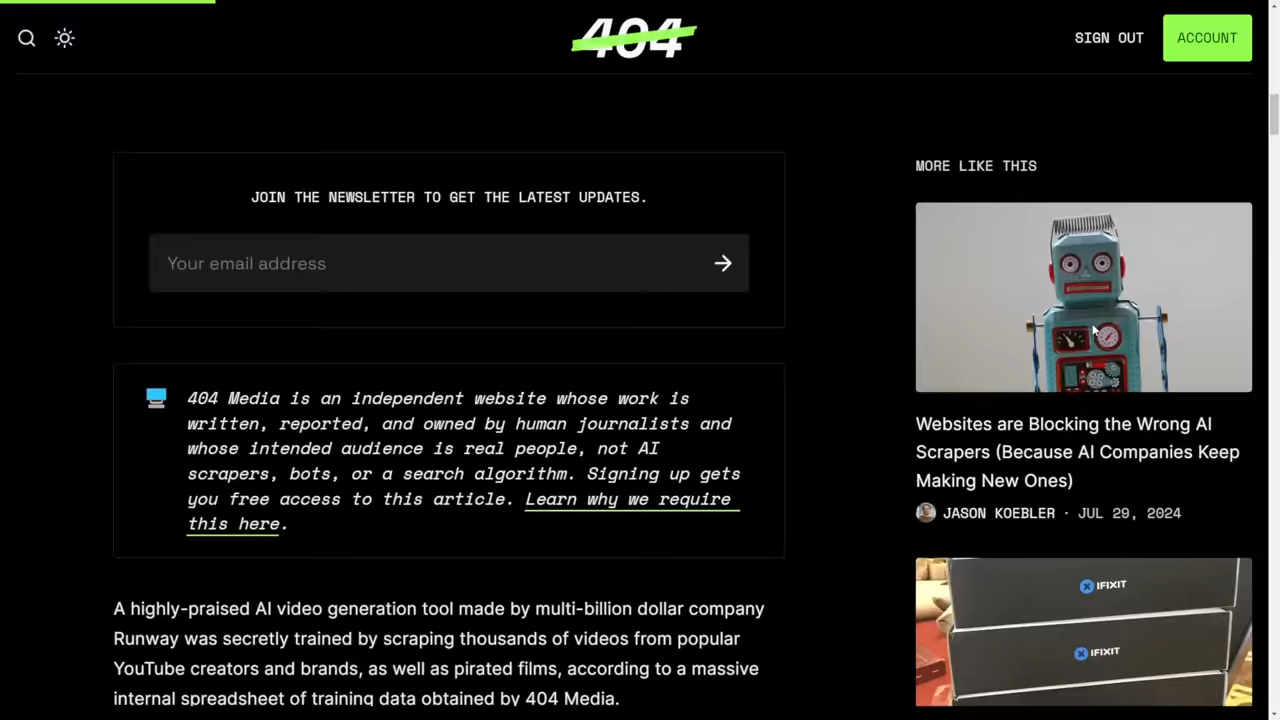 404
SIGN OUT
ACCOUNT
JOIN THE NEWSLETTER TO GET THE LATEST UPDATES.
Your email address
404 Media is an independent website whose work is
written, reported, and owned by human journalists and
whose intended audience is real people, not AI
scrapers, bots, or a search algorithm. Signing up gets
you free access to this article. Learn why we require
this here.
A highly-praised AI video generation tool made by multi-billion dollar company
Runway was secretly trained by scraping thousands of videos from popular
YouTube creators and brands, as well as pirated films, according to a massive
internal spreadsheet of training data obtained by 404 Media.
MORE LIKE THIS
Websites are Blocking the Wrong AI
Scrapers (Because AI Companies Keep
Making New Ones)
JASON KOEBLER · JUL 29, 2024
IFIXIT
IFIXIT